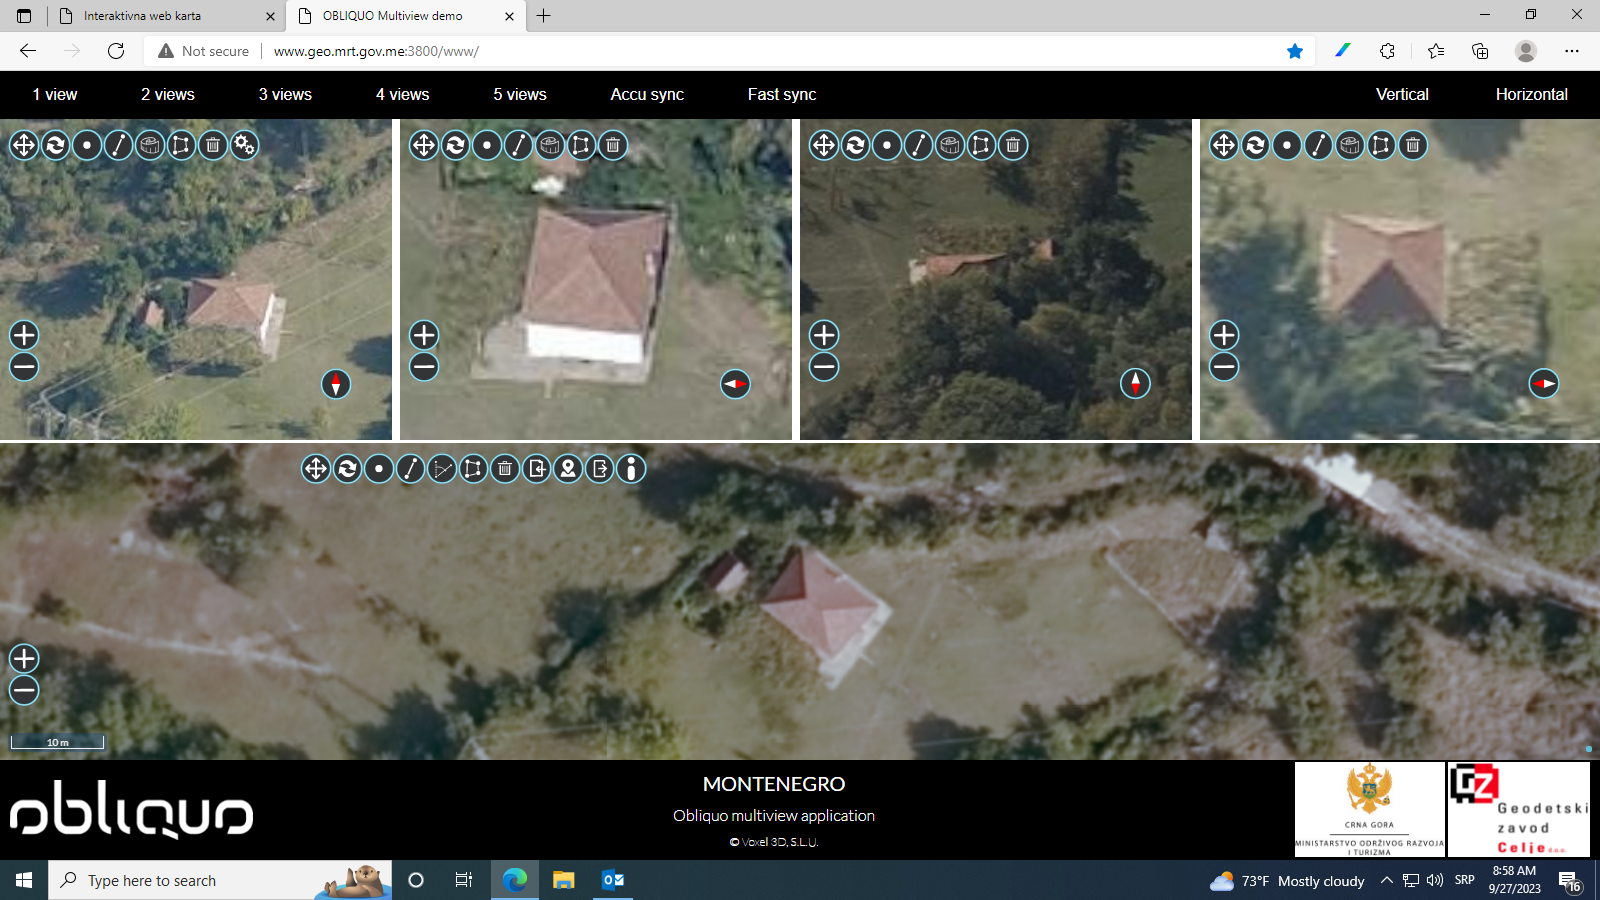 Interaktivna web karta
OBLIQUO Multiview demo
Not secure
www.geo.mrt.gov.me:3800/www/
1 view
2 views
3 views
4 views
5 views
Accu sync
Fast sync
Vertical
Horizontal
10 m
obliquo
MONTENEGRO
Obliquo multiview application
© Voxel 3D, S.L.U.
CRNA GORA
MINISTARSTVO ODRŽIVOG RAZVOJA
I TURIZMA
GZ
Geodetski
zavod
Celje d.o.o.
Type here to search
73°F Mostly cloudy
SRP
8:58 AM
9/27/2023
16